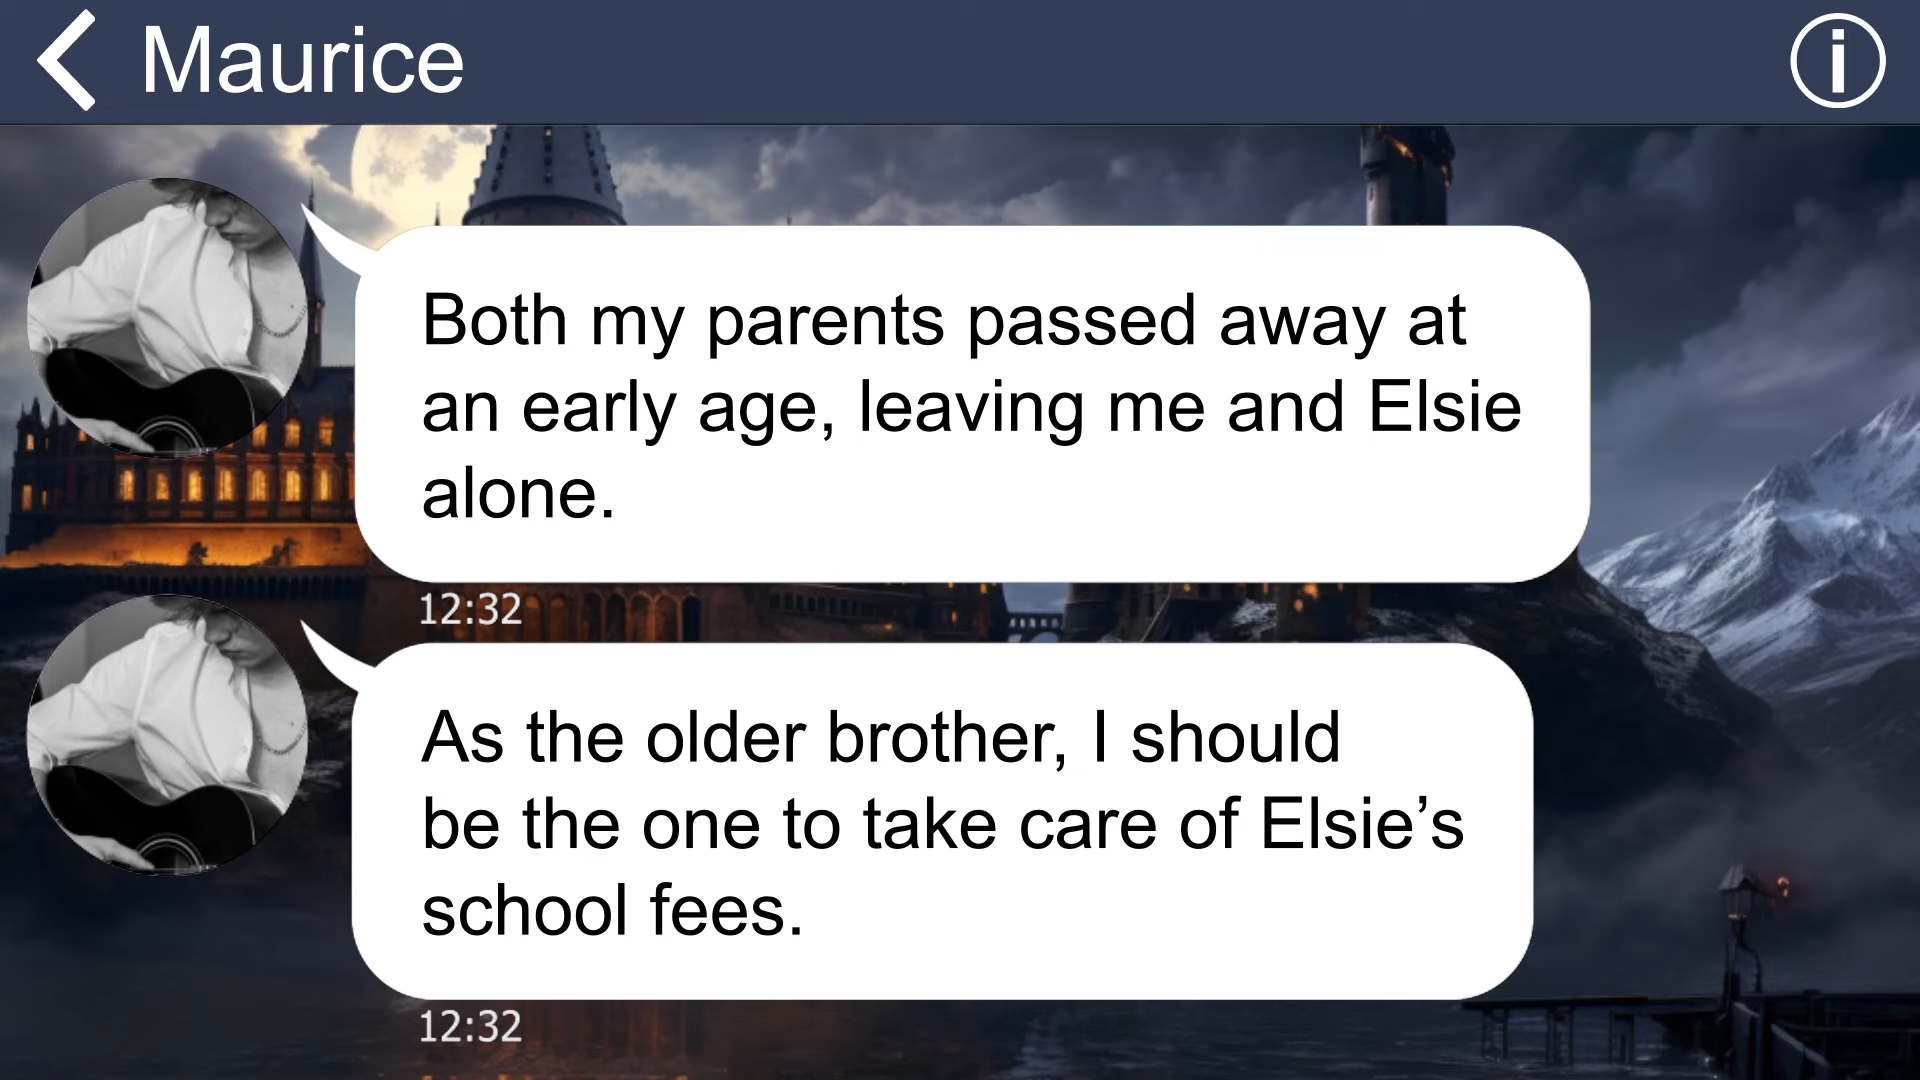 Maurice
Both my parents passed away at
an early age, leaving me and Elsie
alone.
12:32
As the older brother, I should
be the one to take care of Elsie’s
school fees.
12:32